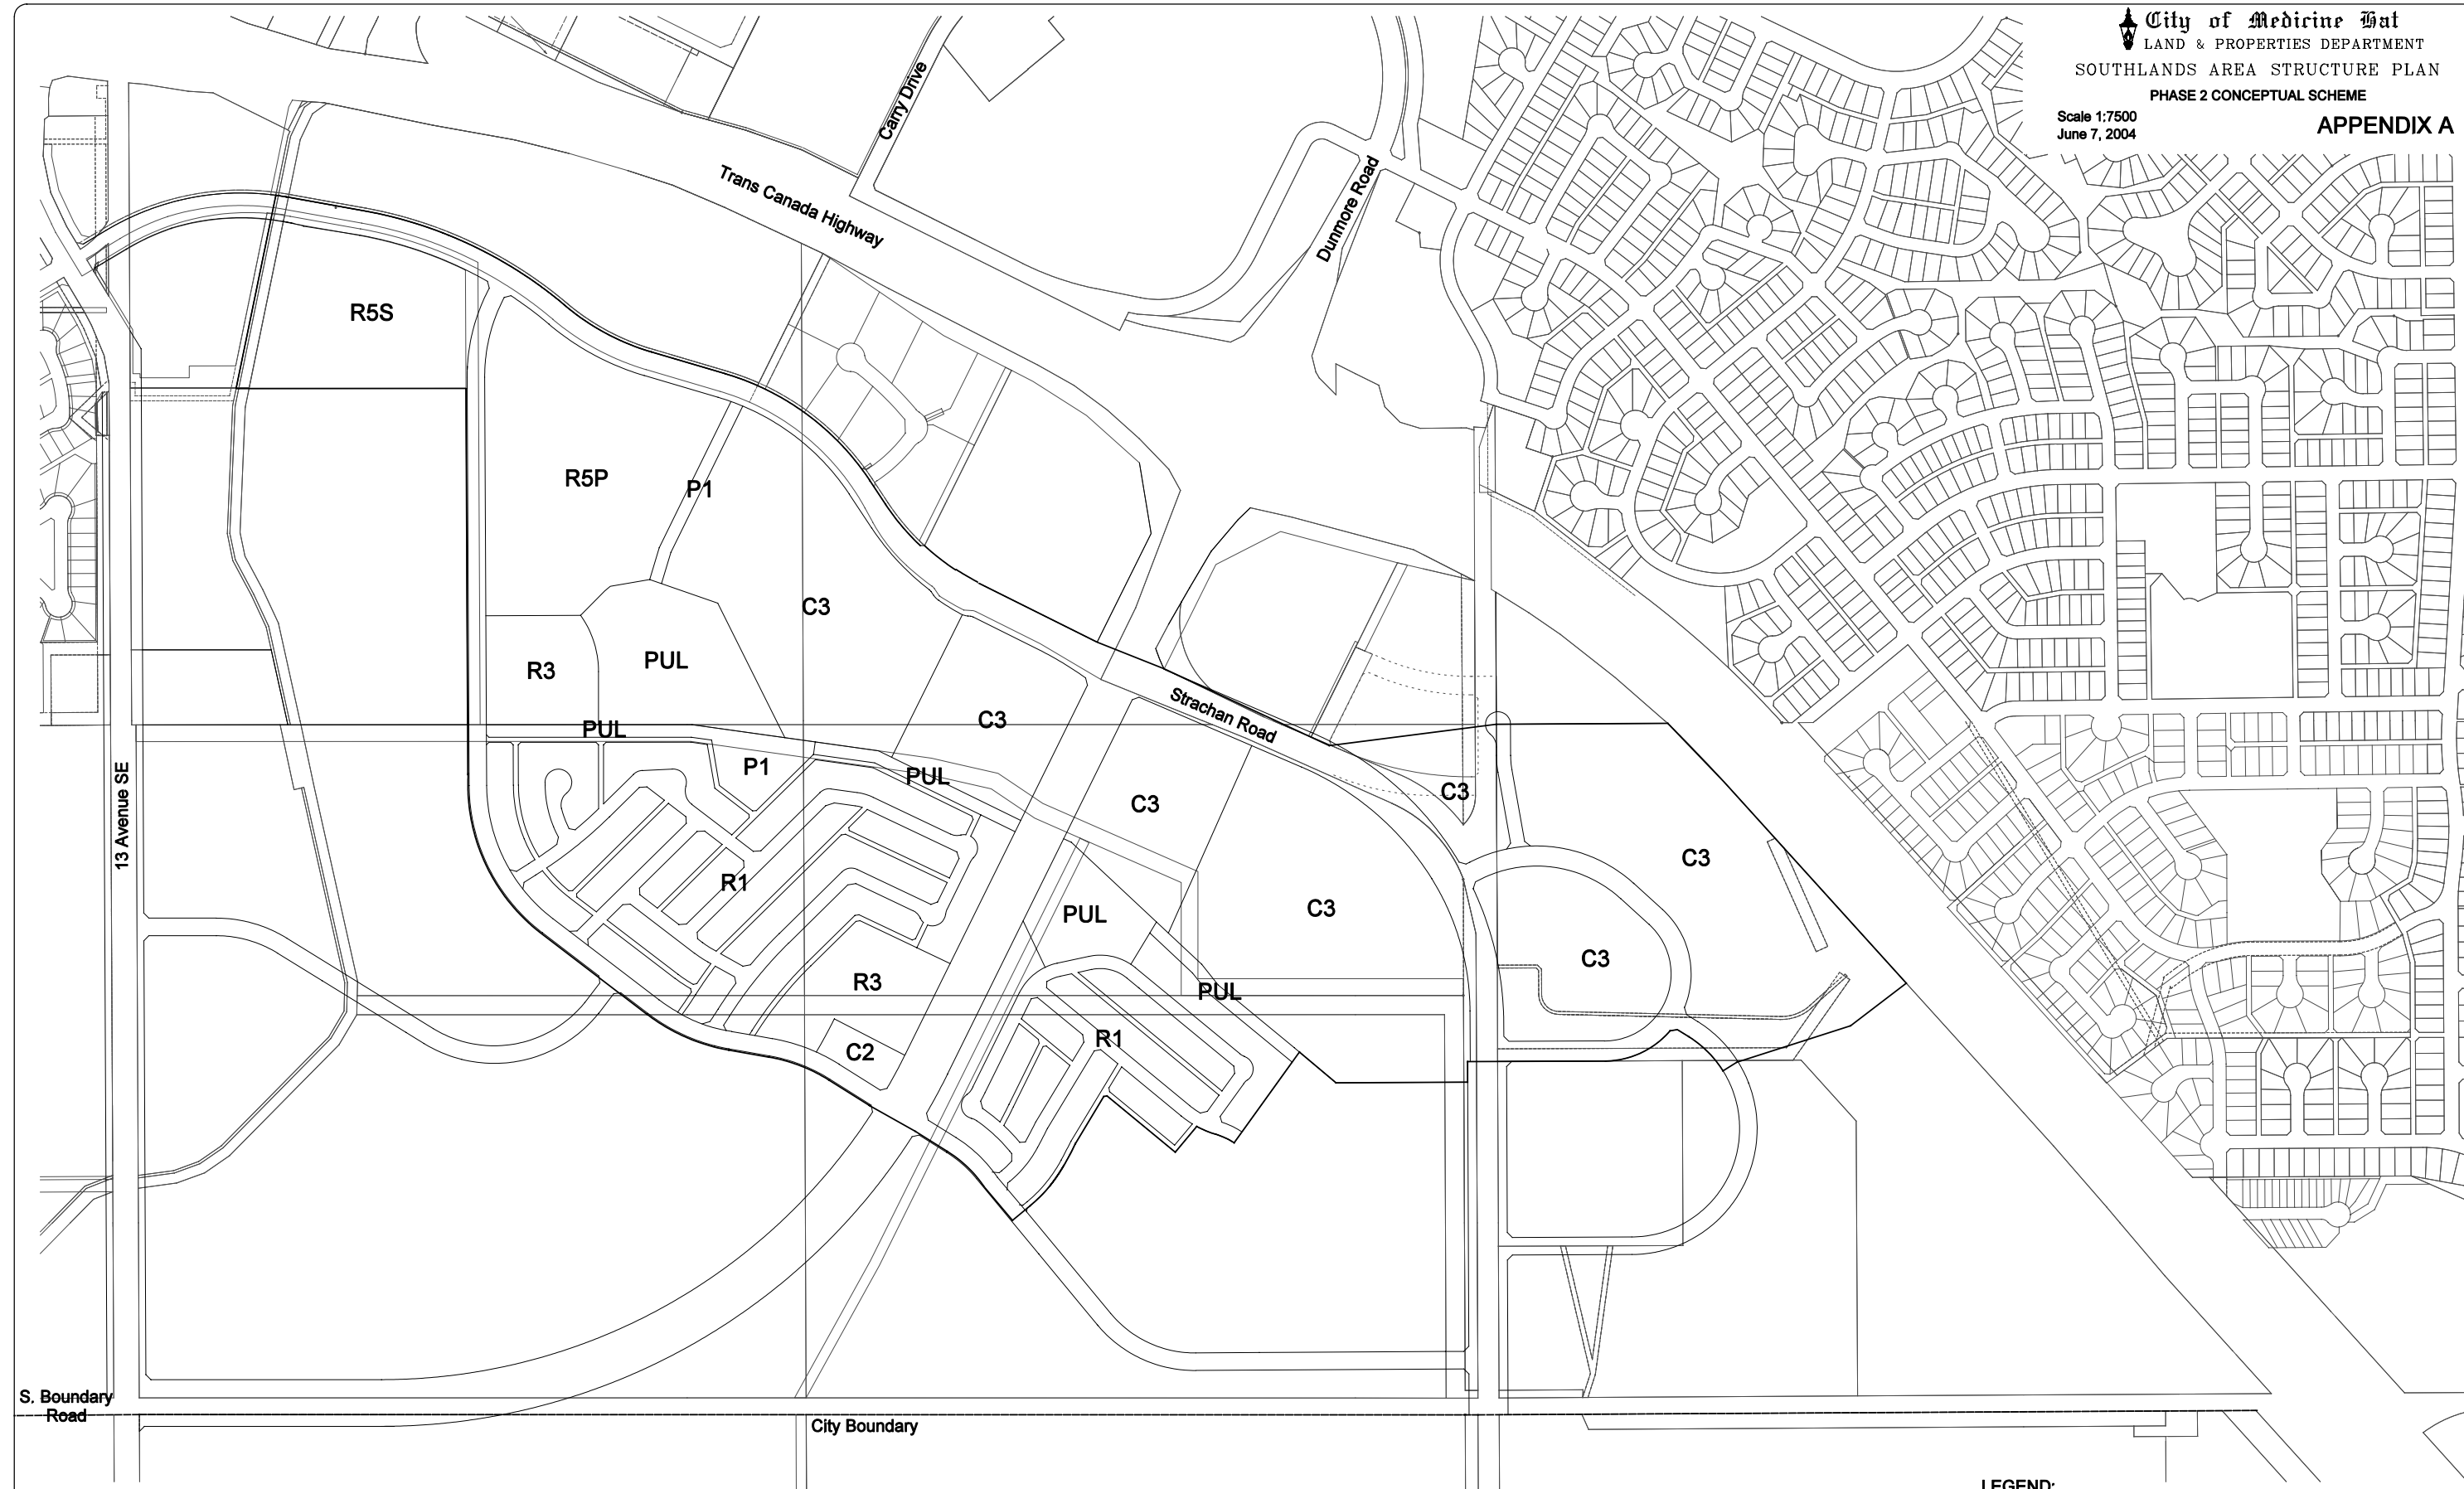 City of Medicine Hat
LAND & PROPERTIES DEPARTMENT
SOUTHLANDS AREA STRUCTURE PLAN
PHASE 2 CONCEPTUAL SCHEME
Scale 1:7500
June 7, 2004
APPENDIX A
Carry Drive
Trans Canada Highway
Dunmore Road
R5S
R5P
P1
C3
R3
PUL
C3
Strachan Road
PUL
P1
PUL
C3
C3
13 Avenue SE
C3
R1
PUL
C3
C3
R3
PUL
R1
C2
S. Boundary
Road
City Boundary
LEGEND: